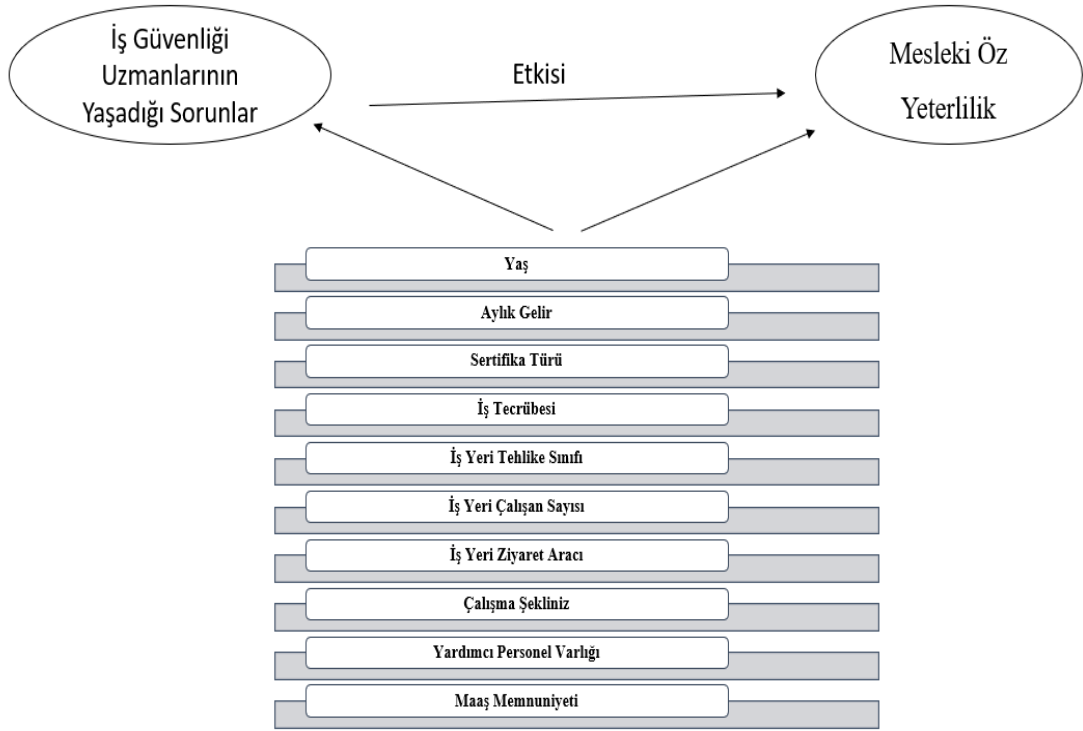 İş Güvenliği
Uzmanlarının
Yaşadığı Sorunlar
Etkisi
Mesleki Öz
Yeterlilik
Yaş
Aylık Gelir
Sertifika Türü
İş Tecrübesi
İş Yeri Tehlike Sınıfı
İş Yeri Çalışan Sayısı
İş Yeri Ziyaret Aracı
Çalışma Şekliniz
Yardımcı Personel Varlığı
Maaş Memnuniyeti